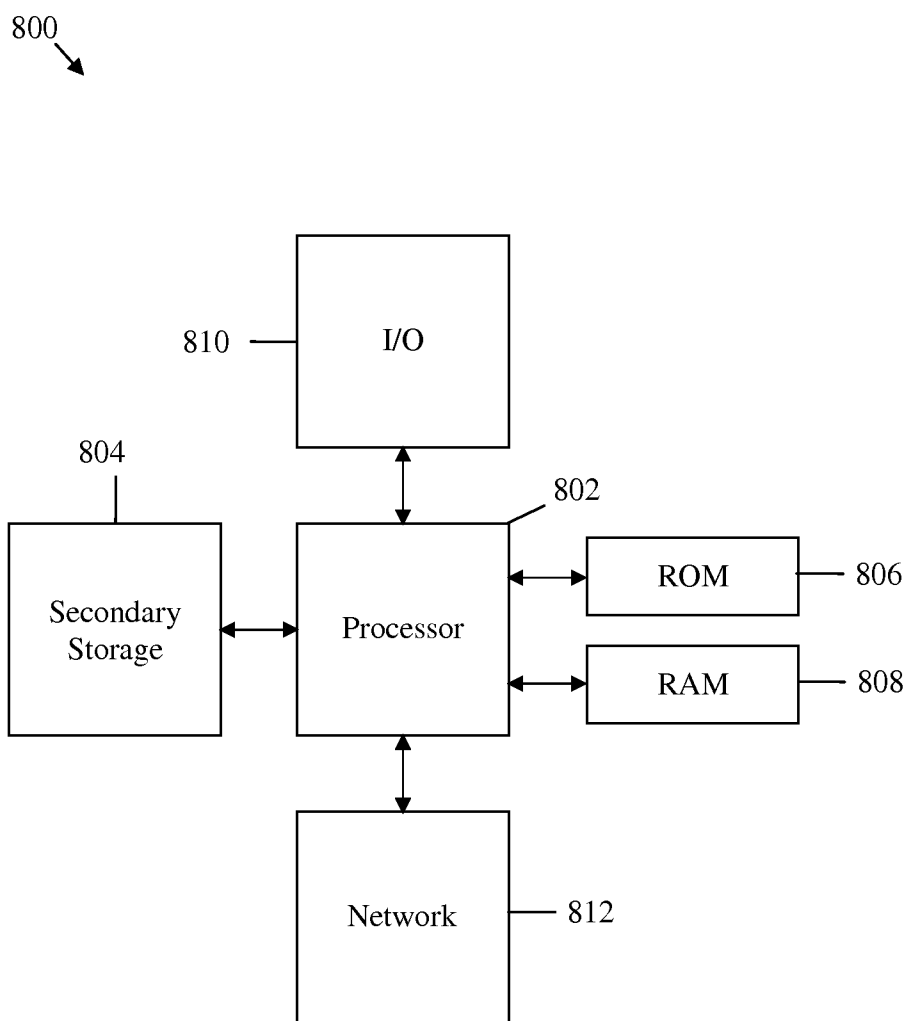 800
I/O
810
804
802
Secondary
Storage
Processor
ROM
806
RAM
808
Network
812